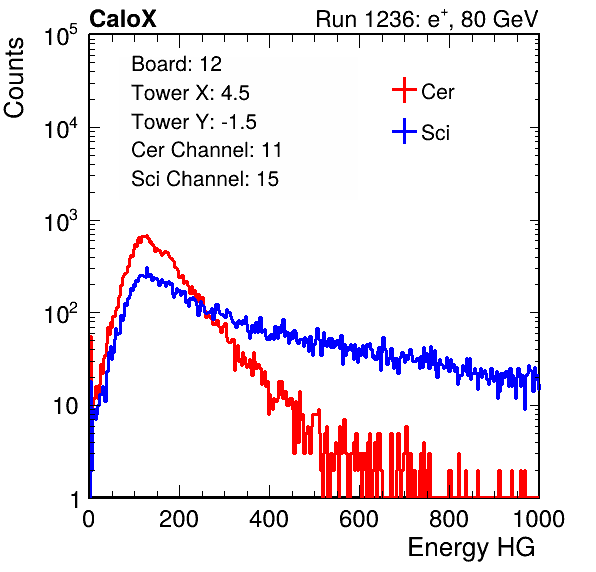 CaloX Run 1236: e⁺, 80 GeV
Counts
Board: 12
Tower X: 4.5
Tower Y: -1.5
Cer Channel: 11
Sci Channel: 15
Cer
Sci
10⁵
10⁴
10³
10²
10
1
0 200 400 600 800 1000
Energy HG